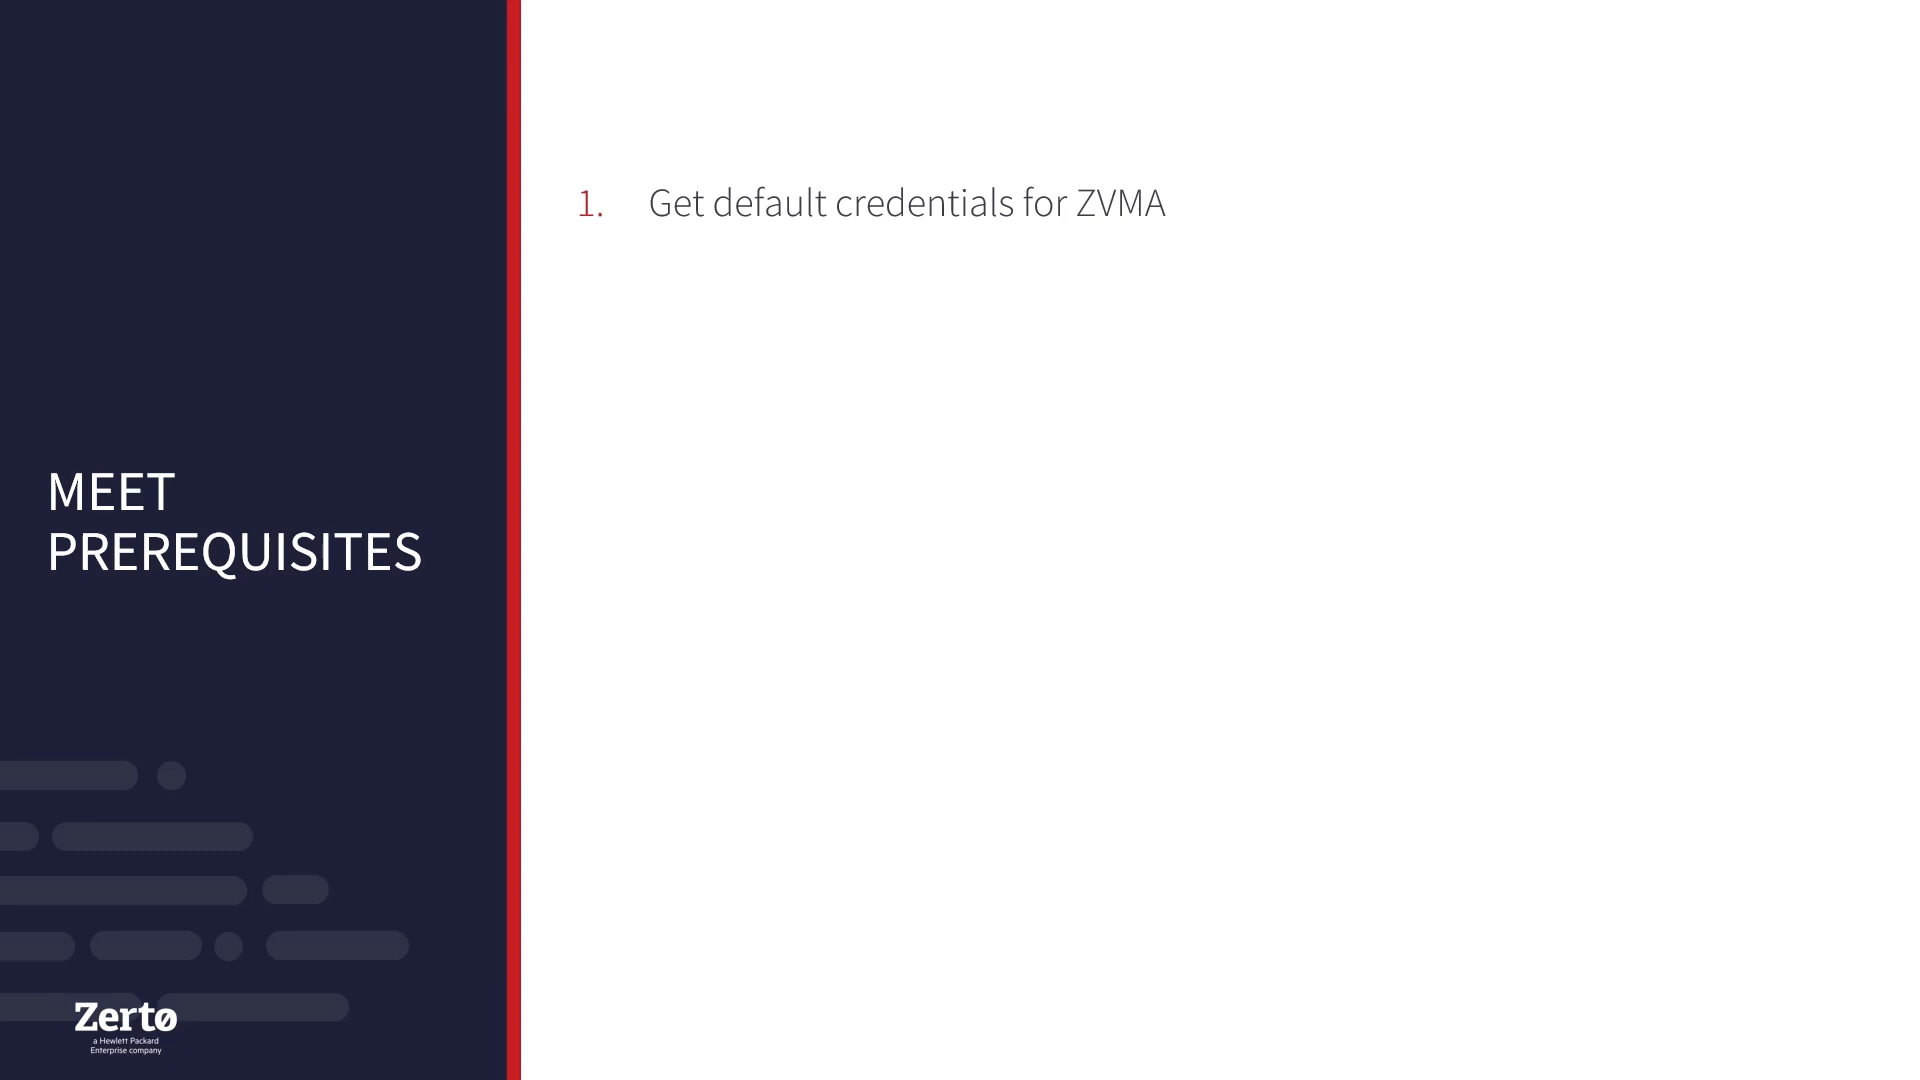 1. Get default credentials for ZVMA
MEET
PREREQUISITES
Zerto
a Hewlett Packard
Enterprise company